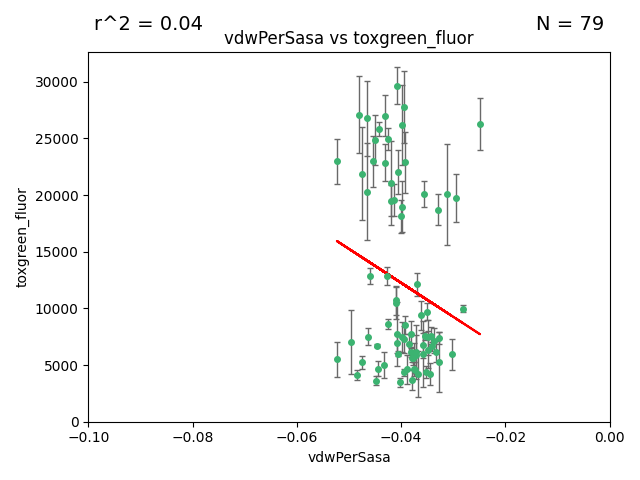 r^2 = 0.04
N = 79
vdwPerSasa vs toxgreen_fluor
30000
25000
20000
15000
10000
5000
0
toxgreen_fluor
−0.10
−0.08
−0.06
−0.04
−0.02
0.00
vdwPerSasa